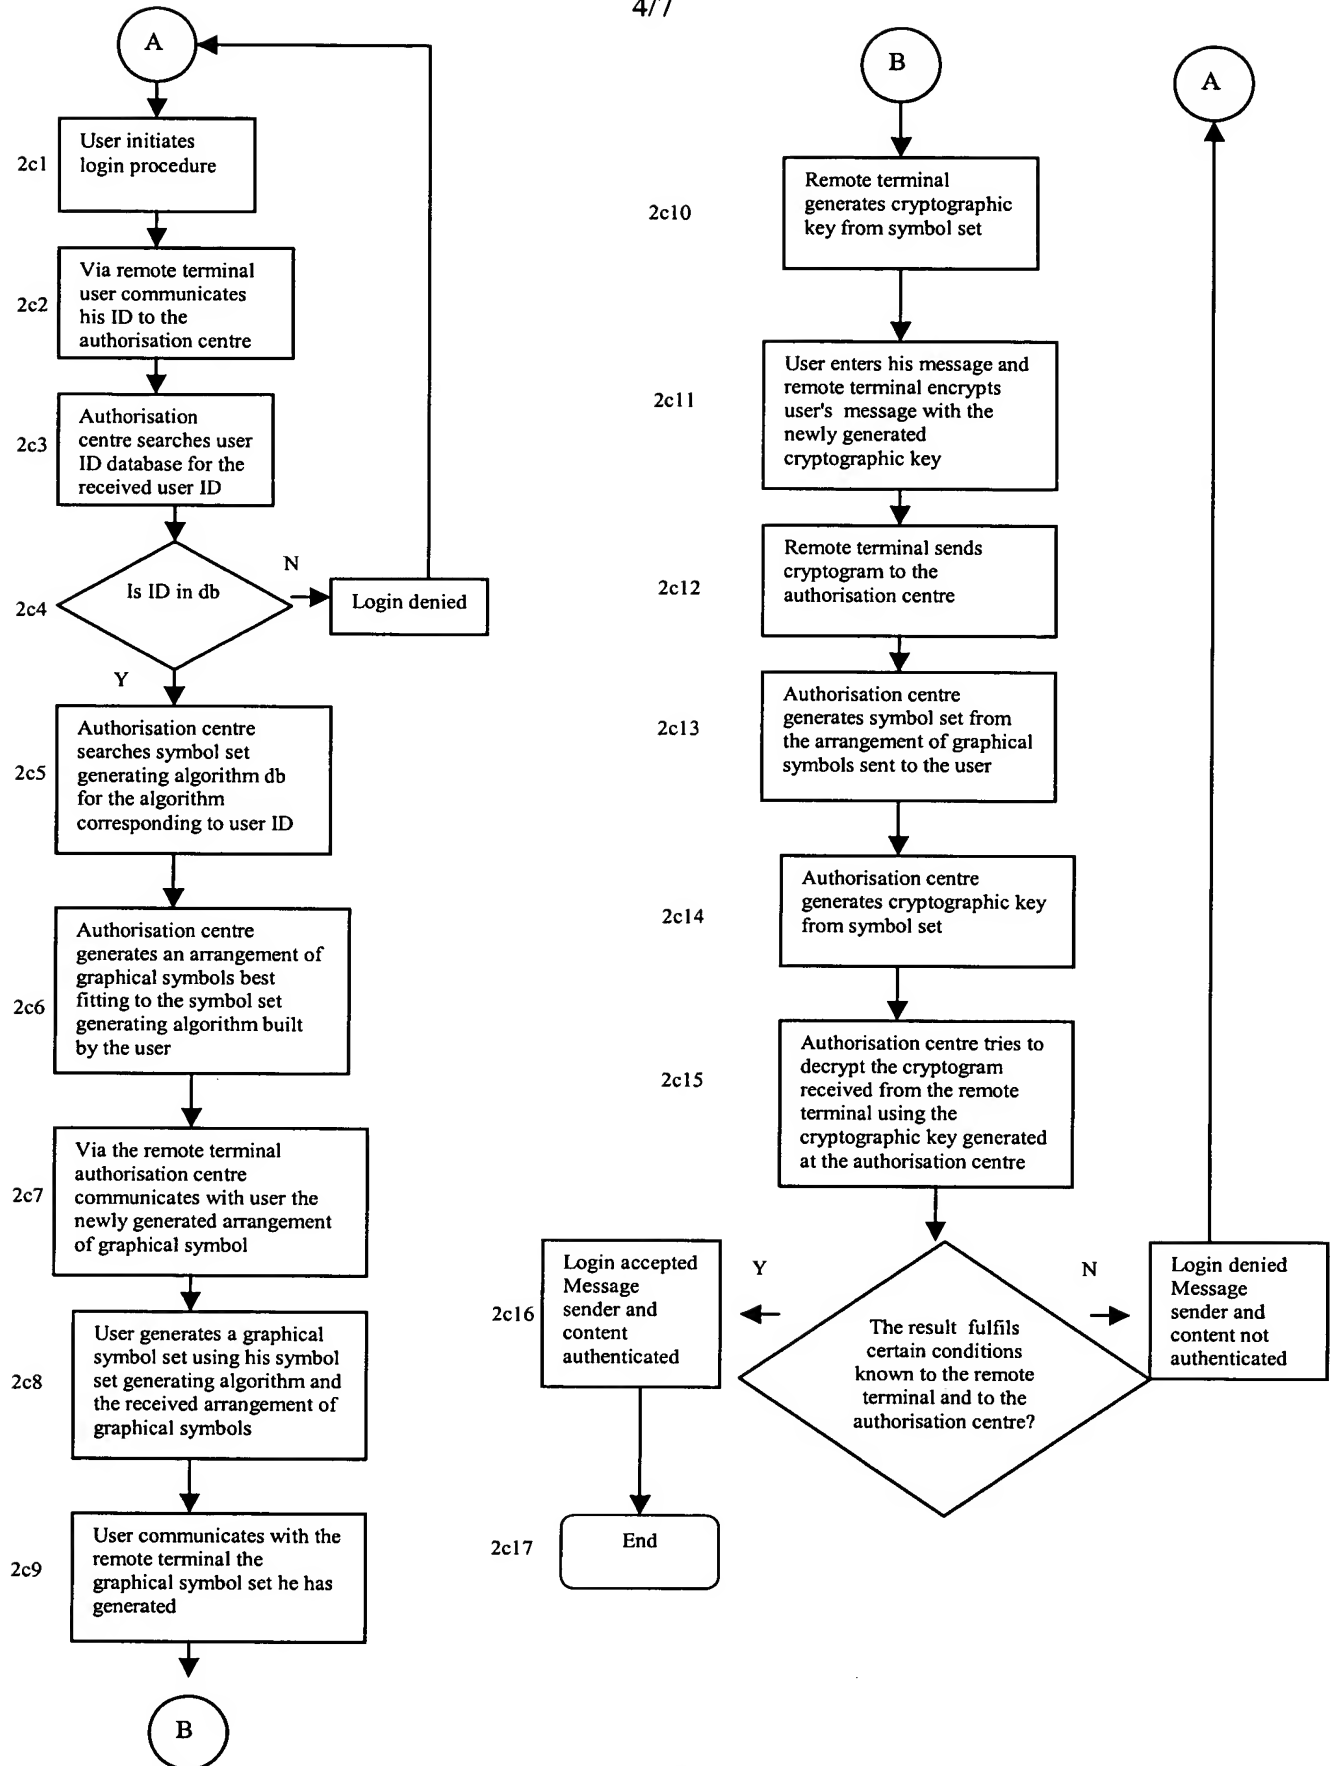 4/7
A
2c1
User initiates
login procedure
2c2
Via remote terminal
user communicates
his ID to the
authorisation centre
2c3
Authorisation
centre searches user
ID database for the
received user ID
2c4
Is ID in db
N
Login denied
Y
2c5
Authorisation centre
searches symbol set
generating algorithm db
for the algorithm
corresponding to user ID
2c6
Authorisation centre
generates an arrangement of
graphical symbols best
fitting to the symbol set
generating algorithm built
by the user
2c7
Via the remote terminal
authorisation centre
communicates with user the
newly generated arrangement
of graphical symbol
2c8
User generates a graphical
symbol set using his symbol
set generating algorithm and
the received arrangement of
graphical symbols
2c9
User communicates with the
remote terminal the
graphical symbol set he has
generated
B
B
2c10
Remote terminal
generates cryptographic
key from symbol set
2c11
User enters his message and
remote terminal encrypts
user's message with the
newly generated
cryptographic key
2c12
Remote terminal sends
cryptogram to the
authorisation centre
2c13
Authorisation centre
generates symbol set from
the arrangement of graphical
symbols sent to the user
2c14
Authorisation centre
generates cryptographic key
from symbol set
2c15
Authorisation centre tries to
decrypt the cryptogram
received from the remote
terminal using the
cryptographic key generated
at the authorisation centre
The result fulfils
certain conditions
known to the remote
terminal and to the
authorisation centre?
Y
2c16
Login accepted
Message
sender and
content
authenticated
2c17
End
N
Login denied
Message
sender and
content not
authenticated
A